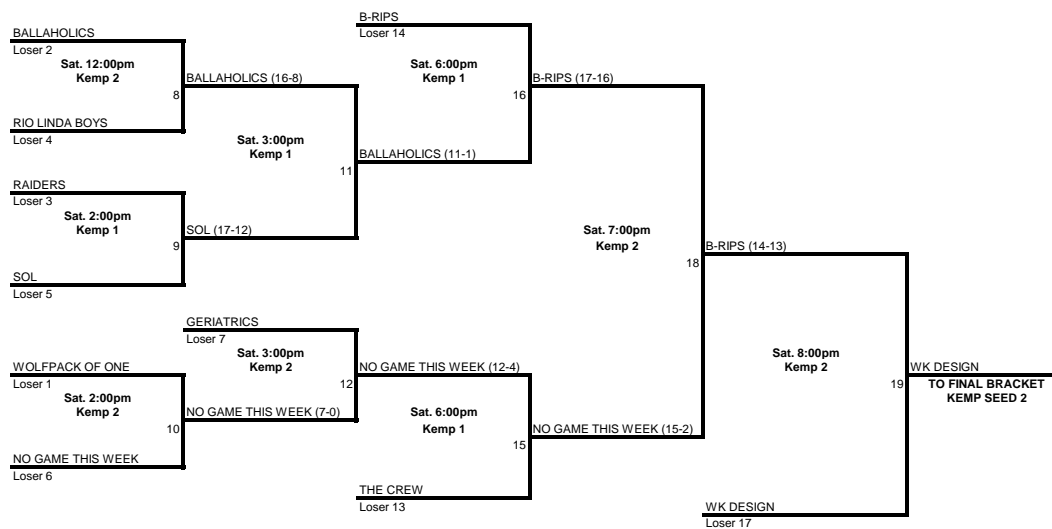 BALLAHOLICS
Loser 2
Sat. 12:00pm
Kemp 2
8
RIO LINDA BOYS
Loser 4
BALLAHOLICS (16-8)
Sat. 3:00pm
Kemp 1
11
RAIDERS
Loser 3
Sat. 2:00pm
Kemp 1
9
SOL
Loser 5
SOL (17-12)
B-RIPS
Loser 14
Sat. 6:00pm
Kemp 1
16
BALLAHOLICS (11-1)
B-RIPS (17-16)
Sat. 7:00pm
Kemp 2
18
GERIATRICS
Loser 7
Sat. 3:00pm
Kemp 2
12
WOLFPACK OF ONE
Loser 1
Sat. 2:00pm
Kemp 2
10
NO GAME THIS WEEK
Loser 6
NO GAME THIS WEEK (7-0)
NO GAME THIS WEEK (12-4)
Sat. 6:00pm
Kemp 1
15
THE CREW
Loser 13
NO GAME THIS WEEK (15-2)
B-RIPS (14-13)
Sat. 8:00pm
Kemp 2
19
WK DESIGN
Loser 17
WK DESIGN
TO FINAL BRACKET
KEMP SEED 2